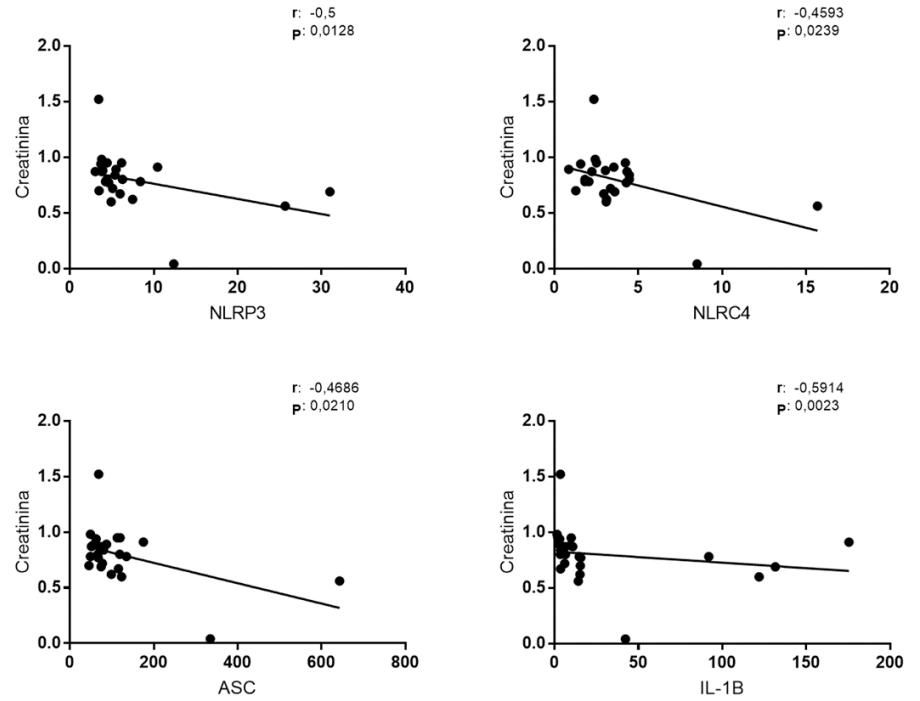 r: -0,5
P: 0,0128
2.0
1.5
1.0
0.5
0.0
Creatinina
0 10 20 30 40
NLRP3
r: -0,4593
P: 0,0239
2.0
1.5
1.0
0.5
0.0
Creatinina
0 5 10 15 20
NLRC4
r: -0,4686
P: 0,0210
2.0
1.5
1.0
0.5
0.0
Creatinina
0 200 400 600 800
ASC
r: -0,5914
P: 0,0023
2.0
1.5
1.0
0.5
0.0
Creatinina
0 50 100 150 200
IL-1B